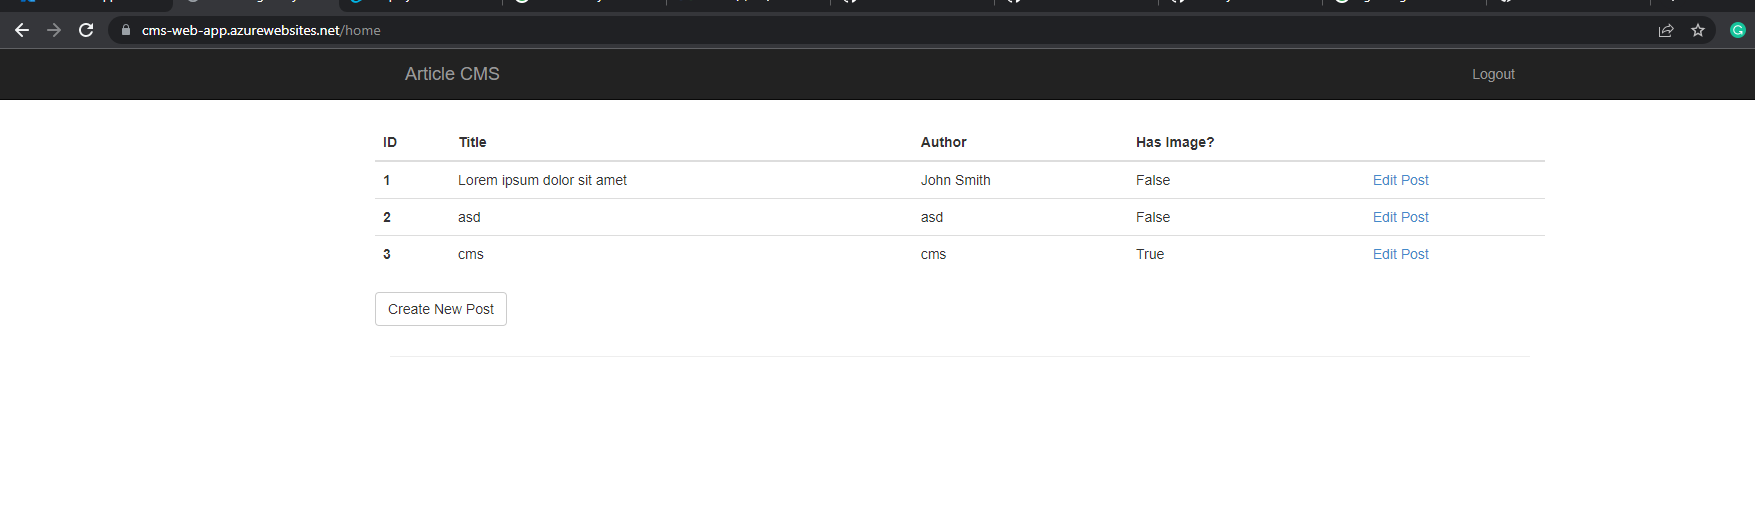 cms-web-app.azurewebsites.net/home
Article CMS Logout
ID Title Author Has Image?
1 Lorem ipsum dolor sit amet John Smith False Edit Post
2 asd asd False Edit Post
3 cms cms True Edit Post
Create New Post